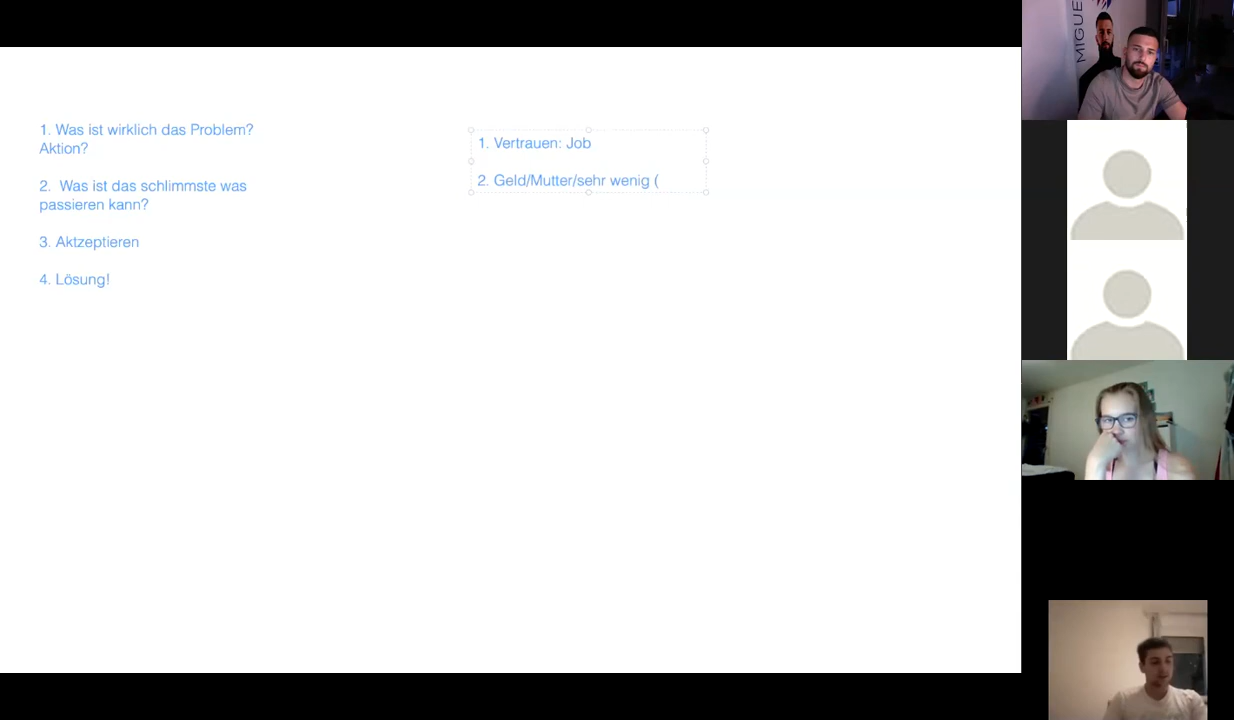 1. Was ist wirklich das Problem?
Aktion?
2. Was ist das schlimmste was
passieren kann?
3. Aktzeptieren
4. Lösung!
1. Vertrauen: Job
2. Geld/Mutter/sehr wenig (
MIGUE